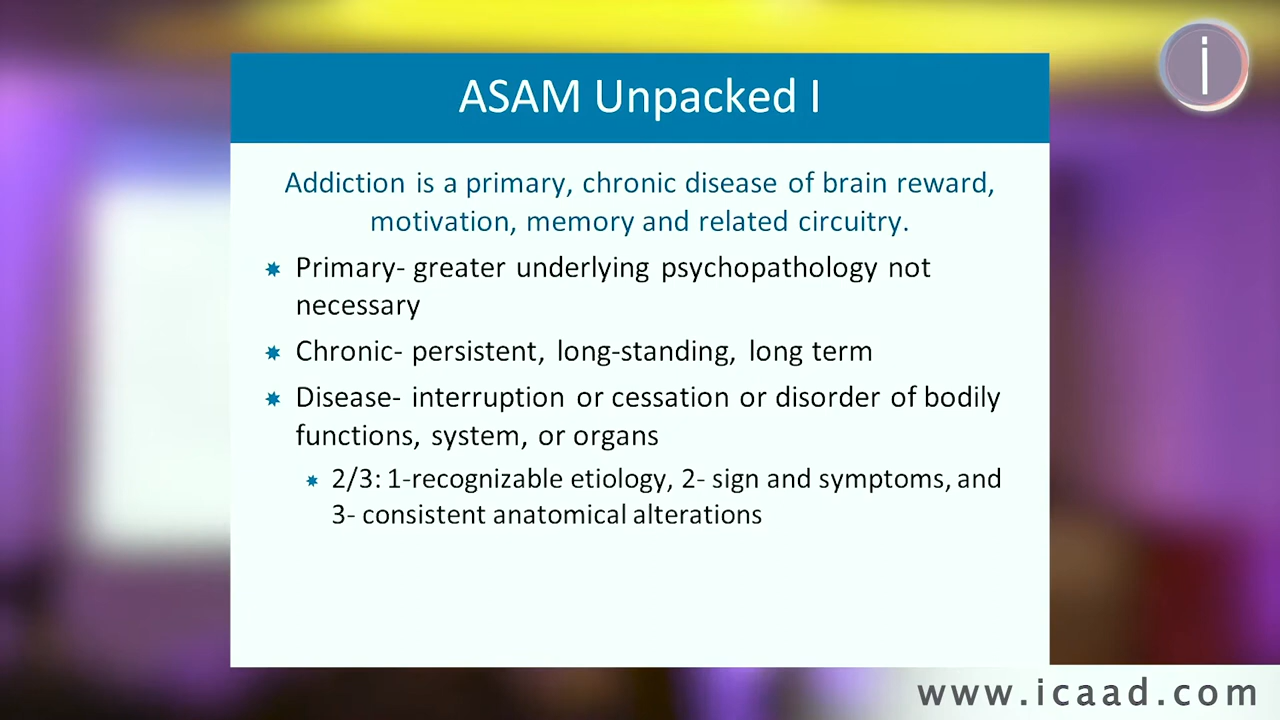 i
ASAM Unpacked I
Addiction is a primary, chronic disease of brain reward,
motivation, memory and related circuitry.
Primary- greater underlying psychopathology not
necessary
Chronic- persistent, long-standing, long term
Disease- interruption or cessation or disorder of bodily
functions, system, or organs
2/3: 1-recognizable etiology, 2- sign and symptoms, and
3- consistent anatomical alterations
www.icaad.com